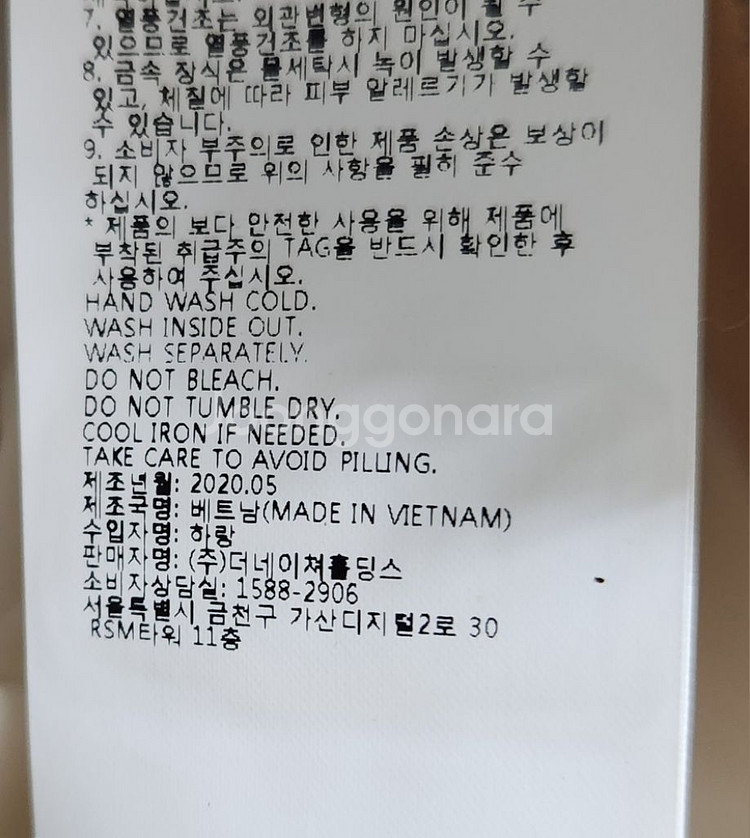 7. 열풍건조는 외관변형의 원인이 될 수
있으므로 열풍건조를 하지 마십시오.
8. 금속 장식은 물세탁시 녹이 발생할 수
있고, 체질에 따라 피부 알레르기가 발생할
수 있습니다.
9. 소비자 부주의로 인한 제품 손상은 보상이
되지 않으므로 위의 사항을 필히 준수
하십시오.
* 제품의 보다 안전한 사용을 위해 제품에
부착된 취급주의 TAG을 반드시 확인한 후
사용하여 주십시오.
HAND WASH COLD.
WASH INSIDE OUT.
WASH SEPARATELY.
DO NOT BLEACH.
DO NOT TUMBLE DRY.
COOL IRON IF NEEDED.
TAKE CARE TO AVOID PILLING.
제조년월: 2020.05
제조국명: 베트남(MADE IN VIETNAM)
수입자명: 하랑
판매자명: (주)더네이쳐홀딩스
소비자상담실: 1588-2906
서울특별시 금천구 가산디지털2로 30
RSM타워 11층
Joonggonara